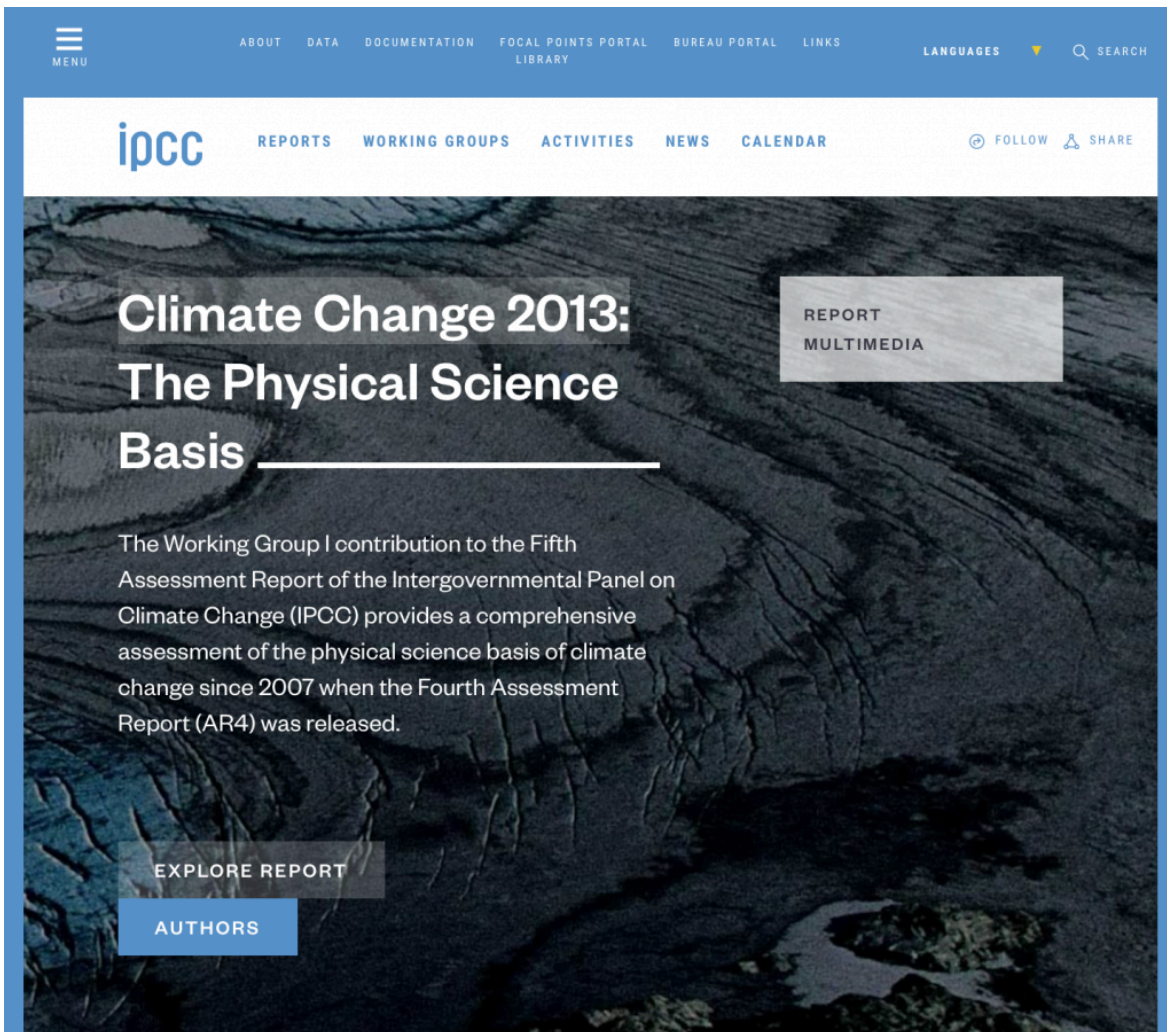 MENU
ABOUT DATA DOCUMENTATION FOCAL POINTS PORTAL BUREAU PORTAL LINKS
LIBRARY
LANGUAGES
SEARCH
ipcc
REPORTS WORKING GROUPS ACTIVITIES NEWS CALENDAR
FOLLOW SHARE
Climate Change 2013:
The Physical Science
Basis
REPORT
MULTIMEDIA
The Working Group I contribution to the Fifth
Assessment Report of the Intergovernmental Panel on
Climate Change (IPCC) provides a comprehensive
assessment of the physical science basis of climate
change since 2007 when the Fourth Assessment
Report (AR4) was released.
EXPLORE REPORT
AUTHORS